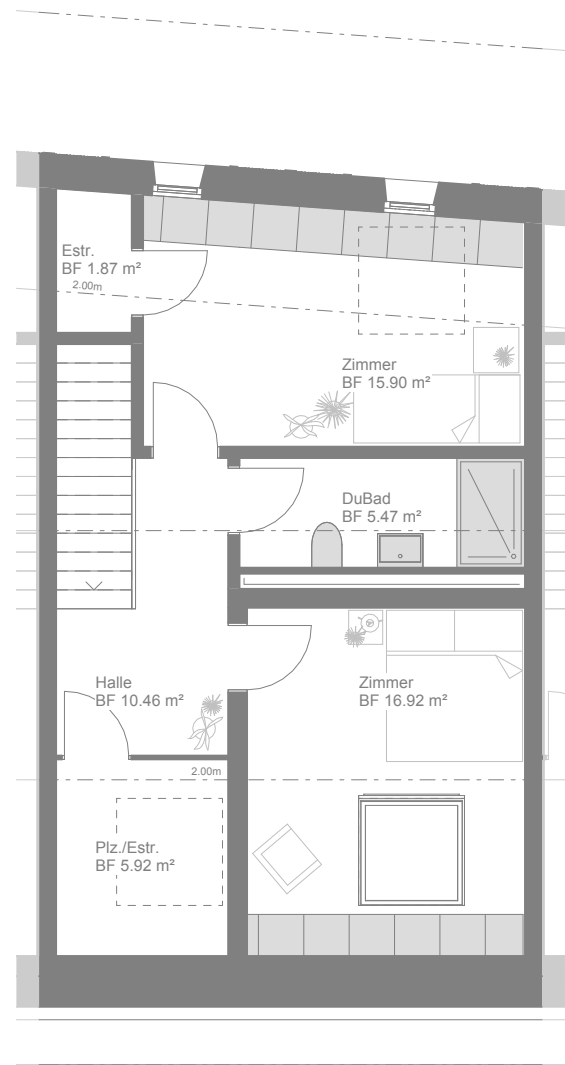 Estr.
BF 1.87 m²
2.00m
Zimmer
BF 15.90 m²
DuBad
BF 5.47 m²
Halle
BF 10.46 m²
Zimmer
BF 16.92 m²
2.00m
Plz./Estr.
BF 5.92 m²